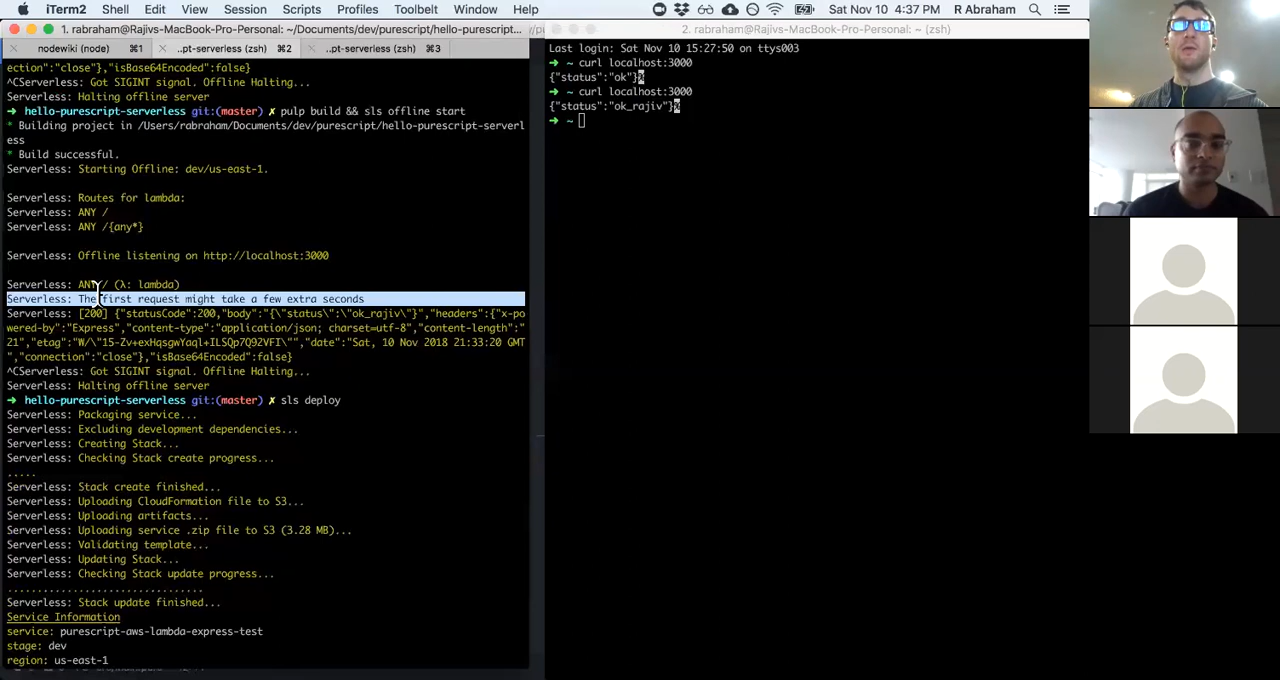 iTerm2 Shell Edit View Session Scripts Profiles Toolbelt Window Help Sat Nov 10 4:37 PM R Abraham
1. rabraham@Rajivs-MacBook-Pro-Personal: ~/Documents/dev/purescript/hello-purescript...
nodewiki (node) ⌘1 ..pt-serverless (zsh) ⌘2 ..pt-serverless (zsh) ⌘3
ection":"close"},"isBase64Encoded":false}
^CServerless: Got SIGINT signal. Offline Halting...
Serverless: Halting offline server
➜ hello-purescript-serverless git:(master) ✗ pulp build && sls offline start
* Building project in /Users/rabraham/Documents/dev/purescript/hello-purescript-serverl
ess
* Build successful.
Serverless: Starting Offline: dev/us-east-1.
Serverless: Routes for lambda:
Serverless: ANY /
Serverless: ANY /{any*}
Serverless: Offline listening on http://localhost:3000
Serverless: ANY / (λ: lambda)
Serverless: The first request might take a few extra seconds
Serverless: [200] {"statusCode":200,"body":"{\"status\":\"ok_rajiv\"}","headers":{"x-po
wered-by":"Express","content-type":"application/json; charset=utf-8","content-length":"
21","etag":"W/\"15-Zv+exHqsgwYaql+ILSQp7Q92VFI\"","date":"Sat, 10 Nov 2018 21:33:20 GMT
","connection":"close"},"isBase64Encoded":false}
^CServerless: Got SIGINT signal. Offline Halting...
Serverless: Halting offline server
➜ hello-purescript-serverless git:(master) ✗ sls deploy
Serverless: Packaging service...
Serverless: Excluding development dependencies...
Serverless: Creating Stack...
Serverless: Checking Stack create progress...
.....
Serverless: Stack create finished...
Serverless: Uploading CloudFormation file to S3...
Serverless: Uploading artifacts...
Serverless: Uploading service .zip file to S3 (3.28 MB)...
Serverless: Validating template...
Serverless: Updating Stack...
Serverless: Checking Stack update progress...
.................................
Serverless: Stack update finished...
Service Information
service: purescript-aws-lambda-express-test
stage: dev
region: us-east-1
2. rabraham@Rajivs-MacBook-Pro-Personal: ~ (zsh)
Last login: Sat Nov 10 15:27:50 on ttys003
➜ ~ curl localhost:3000
{"status":"ok"}%
➜ ~ curl localhost:3000
{"status":"ok_rajiv"}%
➜ ~